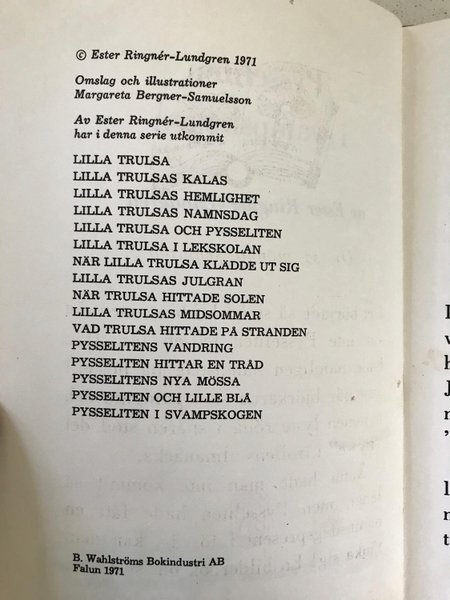 © Ester Ringnér-Lundgren 1971
Omslag och illustrationer
Margareta Bergner-Samuelsson
Av Ester Ringnér-Lundgren
har i denna serie utkommit
LILLA TRULSA
LILLA TRULSAS KALAS
LILLA TRULSAS HEMLIGHET
LILLA TRULSAS NAMNSDAG
LILLA TRULSA OCH PYSSELITEN
LILLA TRULSA I LEKSKOLAN
NÄR LILLA TRULSA KLÄDDE UT SIG
LILLA TRULSAS JULGRAN
NÄR TRULSA HITTADE SOLEN
LILLA TRULSAS MIDSOMMAR
VAD TRULSA HITTADE PÅ STRANDEN
PYSSELITENS VANDRING
PYSSELITEN HITTAR EN TRÅD
PYSSELITENS NYA MÖSSA
PYSSELITEN OCH LILLE BLÅ
PYSSELITEN I SVAMPSKOGEN
B. Wahlströms Bokindustri AB
Falun 1971